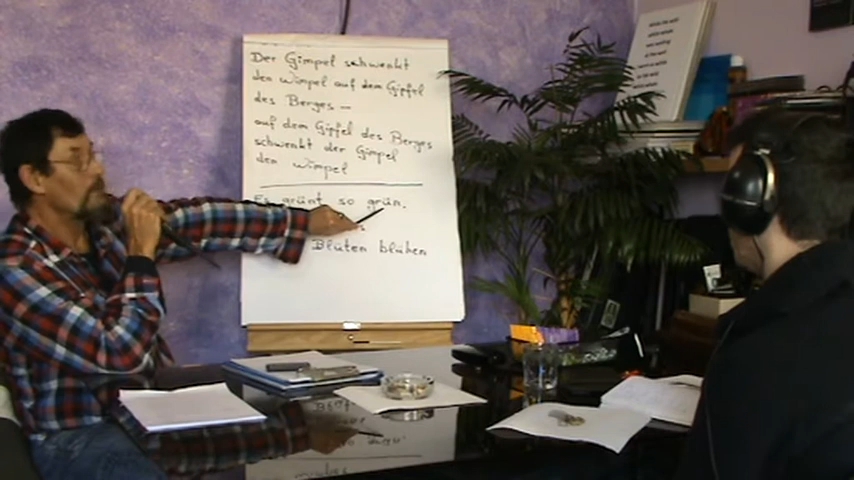 Der Gimpel schwenkt
den Wimpel auf dem Gipfel
des Berges —
auf dem Gipfel des Berges
schwenkt der Gimpel
den Wimpel
Es grünt so grün.
Blüten blühen